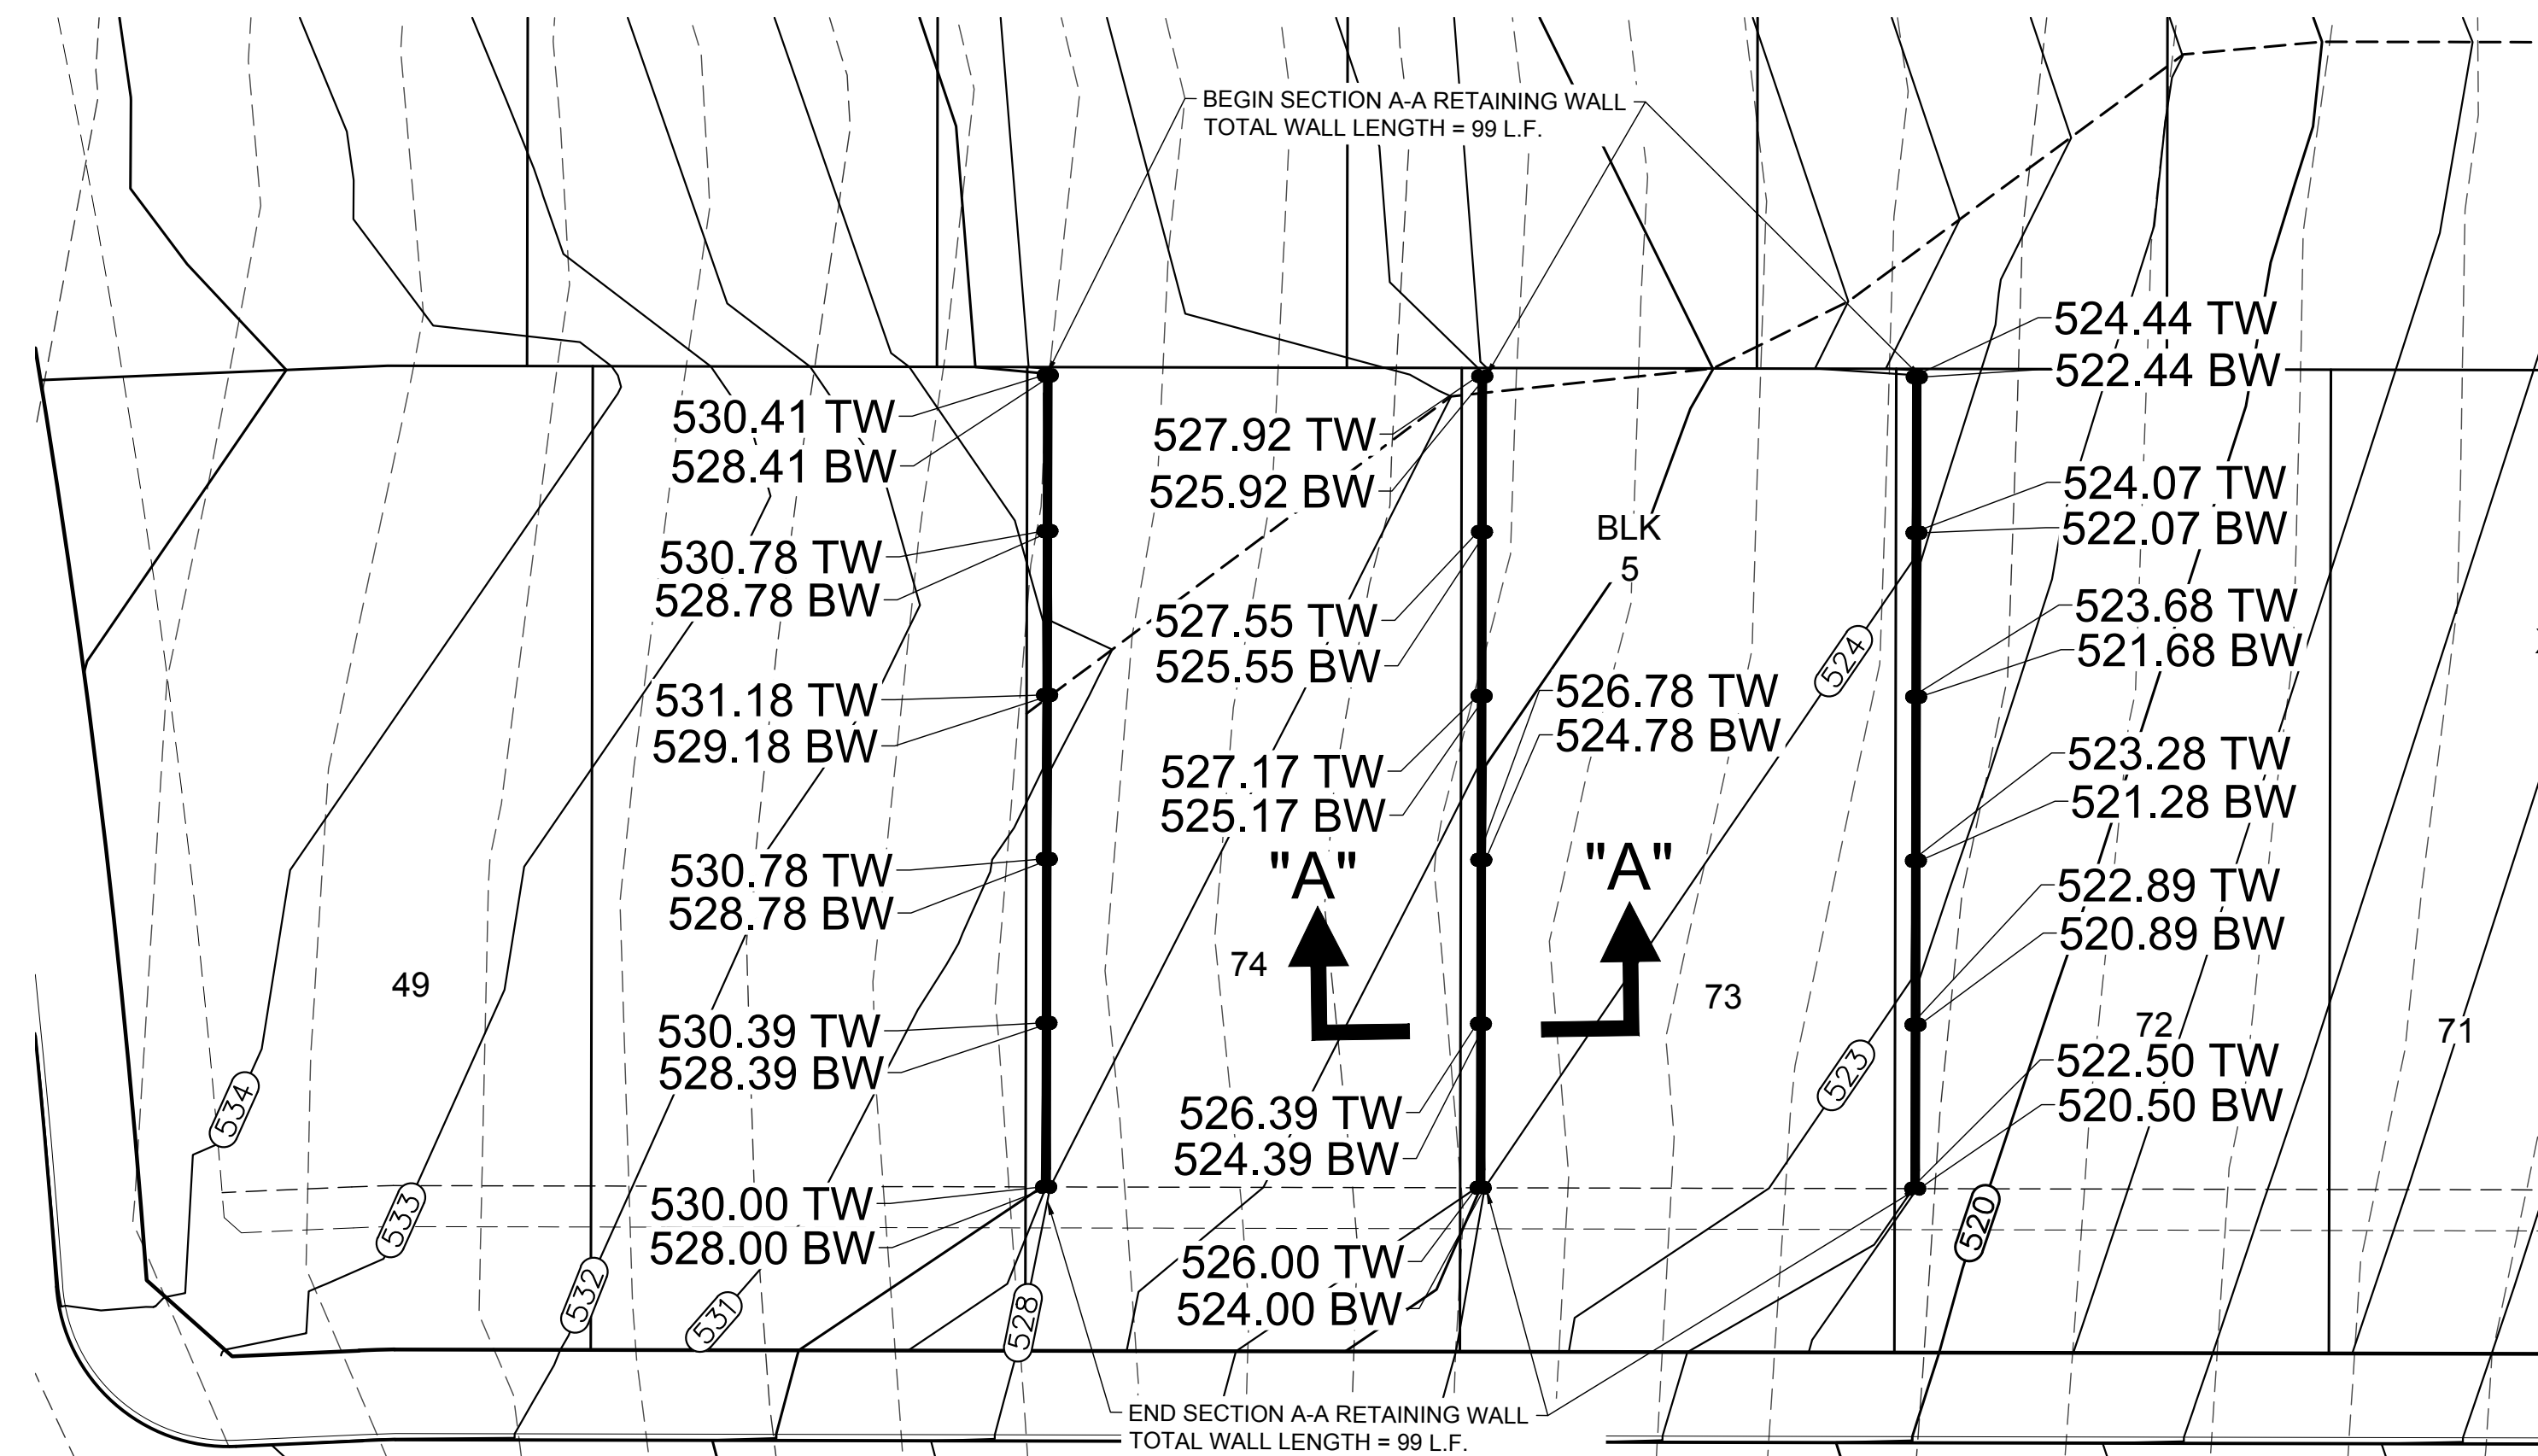 BEGIN SECTION A-A RETAINING WALL
TOTAL WALL LENGTH = 99 L.F.
530.41 TW
528.41 BW
530.78 TW
528.78 BW
531.18 TW
529.18 BW
530.78 TW
528.78 BW
530.39 TW
528.39 BW
530.00 TW
528.00 BW
527.92 TW
525.92 BW
527.55 TW
525.55 BW
527.17 TW
525.17 BW
526.78 TW
524.78 BW
526.39 TW
524.39 BW
526.00 TW
524.00 BW
524.44 TW
522.44 BW
524.07 TW
522.07 BW
523.68 TW
521.68 BW
523.28 TW
521.28 BW
522.89 TW
520.89 BW
522.50 TW
520.50 BW
BLK
5
"A"
"A"
49
74
73
72
71
534
533
532
531
528
524
523
520
END SECTION A-A RETAINING WALL
TOTAL WALL LENGTH = 99 L.F.